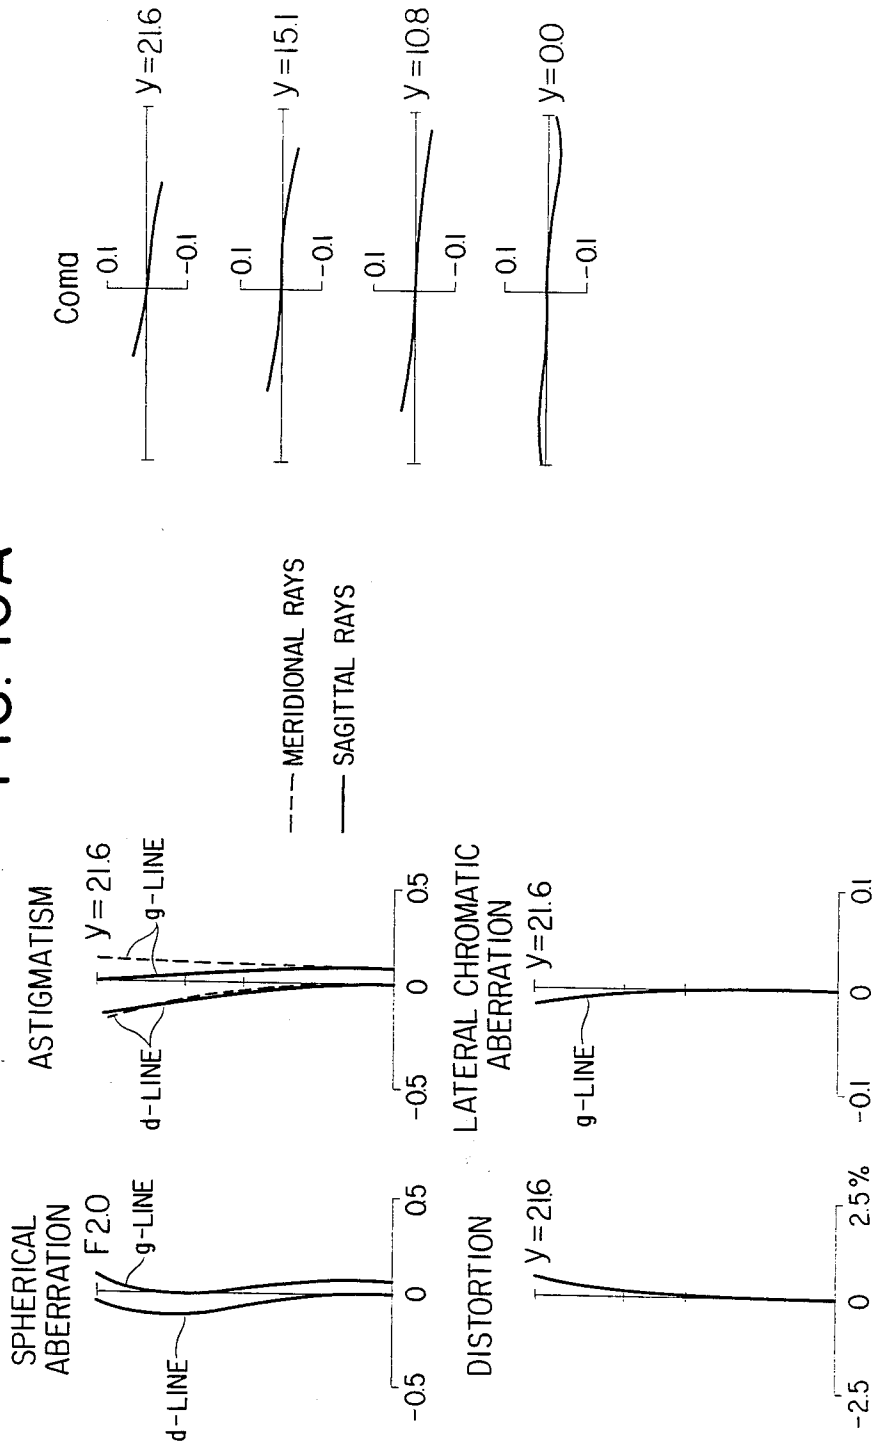 SPHERICAL
ABERRATION
F 2.0
g-LINE
d-LINE
-0.5
0
0.5
ASTIGMATISM
y = 21.6
g-LINE
d-LINE
-0.5
0
0.5
--- MERIDIONAL RAYS
— SAGITTAL RAYS
DISTORTION
y=21.6
-2.5
0
2.5%
LATERAL CHROMATIC
ABERRATION
y=21.6
g-LINE
-0.1
0
0.1
Coma
0.1
-0.1
y=21.6
0.1
-0.1
y=15.1
0.1
-0.1
y=10.8
0.1
-0.1
y=0.0